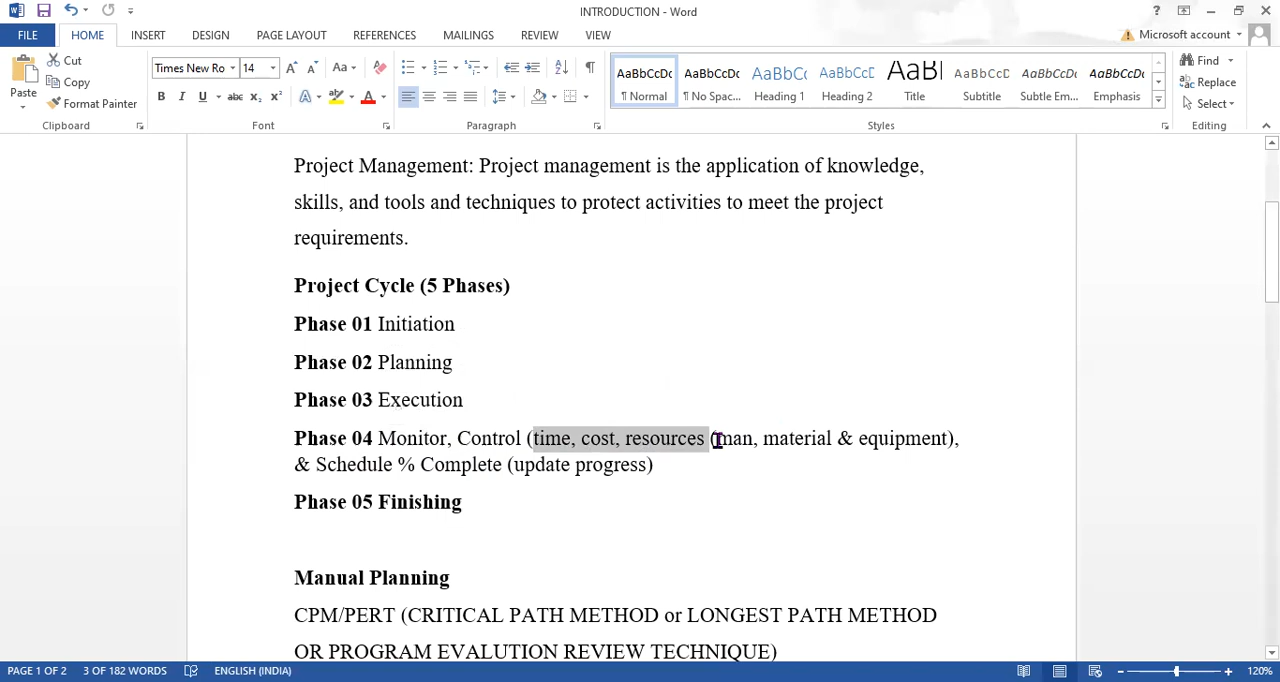 INTRODUCTION - Word
?
FILE HOME INSERT DESIGN PAGE LAYOUT REFERENCES MAILINGS REVIEW VIEW Microsoft account
Paste
Cut
Copy
Format Painter
Clipboard
Times New Ro 14
Aa
B I U abc x₂ x² A A
Font
Paragraph
AaBbCcDc AaBbCcDc AaBbCc AaBbCcE AaBl AaBbCcD AaBbCcDc AaBbCcDc
¶ Normal ¶ No Spac... Heading 1 Heading 2 Title Subtitle Subtle Em... Emphasis
Styles
Find
Replace
Select
Editing
Project Management: Project management is the application of knowledge,
skills, and tools and techniques to protect activities to meet the project
requirements.
Project Cycle (5 Phases)
Phase 01 Initiation
Phase 02 Planning
Phase 03 Execution
Phase 04 Monitor, Control (time, cost, resources (man, material & equipment),
& Schedule % Complete (update progress)
Phase 05 Finishing
Manual Planning
CPM/PERT (CRITICAL PATH METHOD or LONGEST PATH METHOD
OR PROGRAM EVALUTION REVIEW TECHNIQUE)
PAGE 1 OF 2 3 OF 182 WORDS ENGLISH (INDIA) 120%